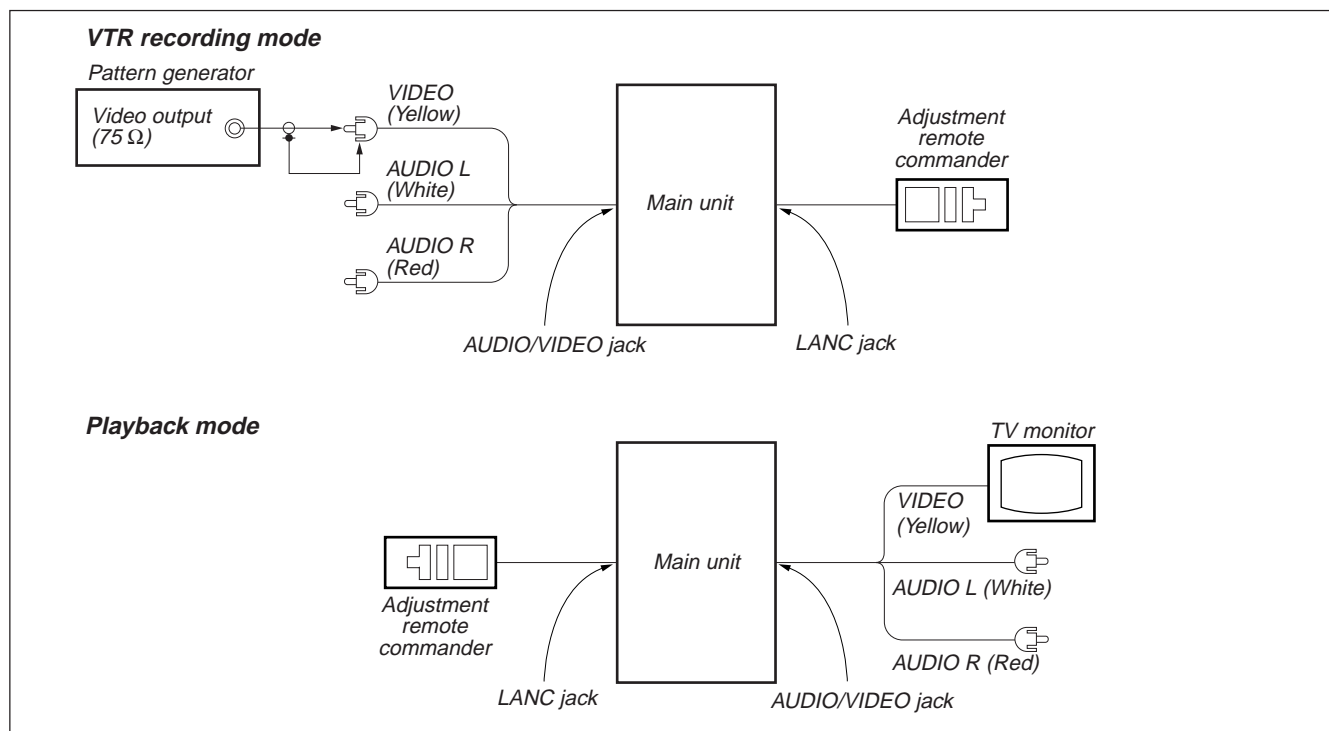 VTR recording mode
Pattern generator
Video output
(75 Ω)
VIDEO
(Yellow)
AUDIO L
(White)
AUDIO R
(Red)
Main unit
Adjustment
remote
commander
AUDIO/VIDEO jack
LANC jack
Playback mode
TV monitor
VIDEO
(Yellow)
Main unit
AUDIO L (White)
Adjustment
remote
commander
AUDIO R (Red)
LANC jack
AUDIO/VIDEO jack